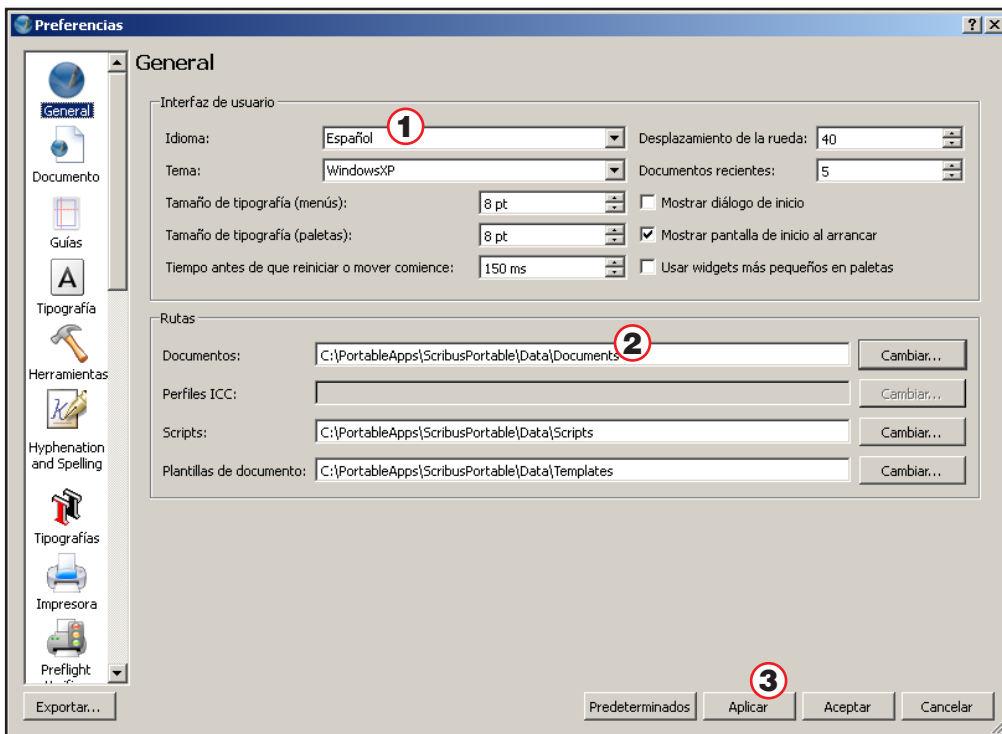 Preferencias
General
General
Documento
Guías
Tipografía
Herramientas
Hyphenation
and Spelling
Tipografías
Impresora
Preflight
Interfaz de usuario
1
Idioma: Español Desplazamiento de la rueda: 40
Tema: WindowsXP Documentos recientes: 5
Tamaño de tipografía (menús): 8 pt Mostrar diálogo de inicio
Tamaño de tipografía (paletas): 8 pt Mostrar pantalla de inicio al arrancar
Tiempo antes de que reiniciar o mover comience: 150 ms Usar widgets más pequeños en paletas
Rutas
2
Documentos: C:\PortableApps\ScribusPortable\Data\Documents Cambiar...
Perfiles ICC: Cambiar...
Scripts: C:\PortableApps\ScribusPortable\Data\Scripts Cambiar...
Plantillas de documento: C:\PortableApps\ScribusPortable\Data\Templates Cambiar...
3
Exportar... Predeterminados Aplicar Aceptar Cancelar